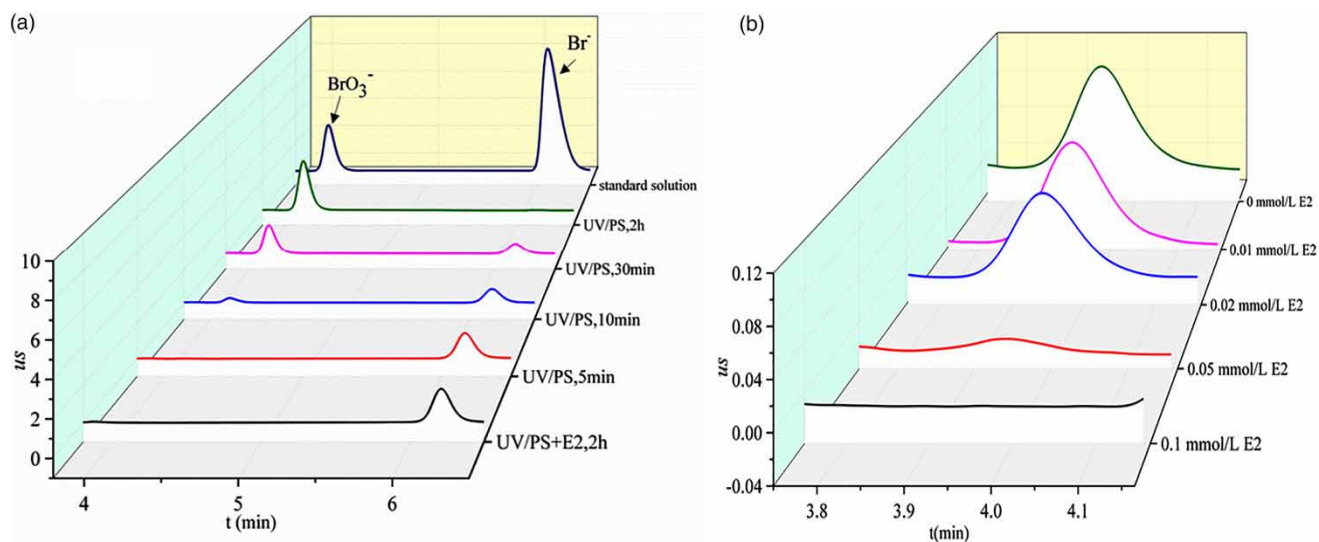 (a)
BrO₃⁻
Br⁻
standard solution
UV/PS,2h
UV/PS,30min
UV/PS,10min
UV/PS,5min
UV/PS+E2,2h
10
8
6
4
2
0
us
4
5
6
t (min)
(b)
0 mmol/L E2
0.01 mmol/L E2
0.02 mmol/L E2
0.05 mmol/L E2
0.1 mmol/L E2
0.12
0.08
0.04
0.00
-0.04
us
3.8
3.9
4.0
4.1
t(min)